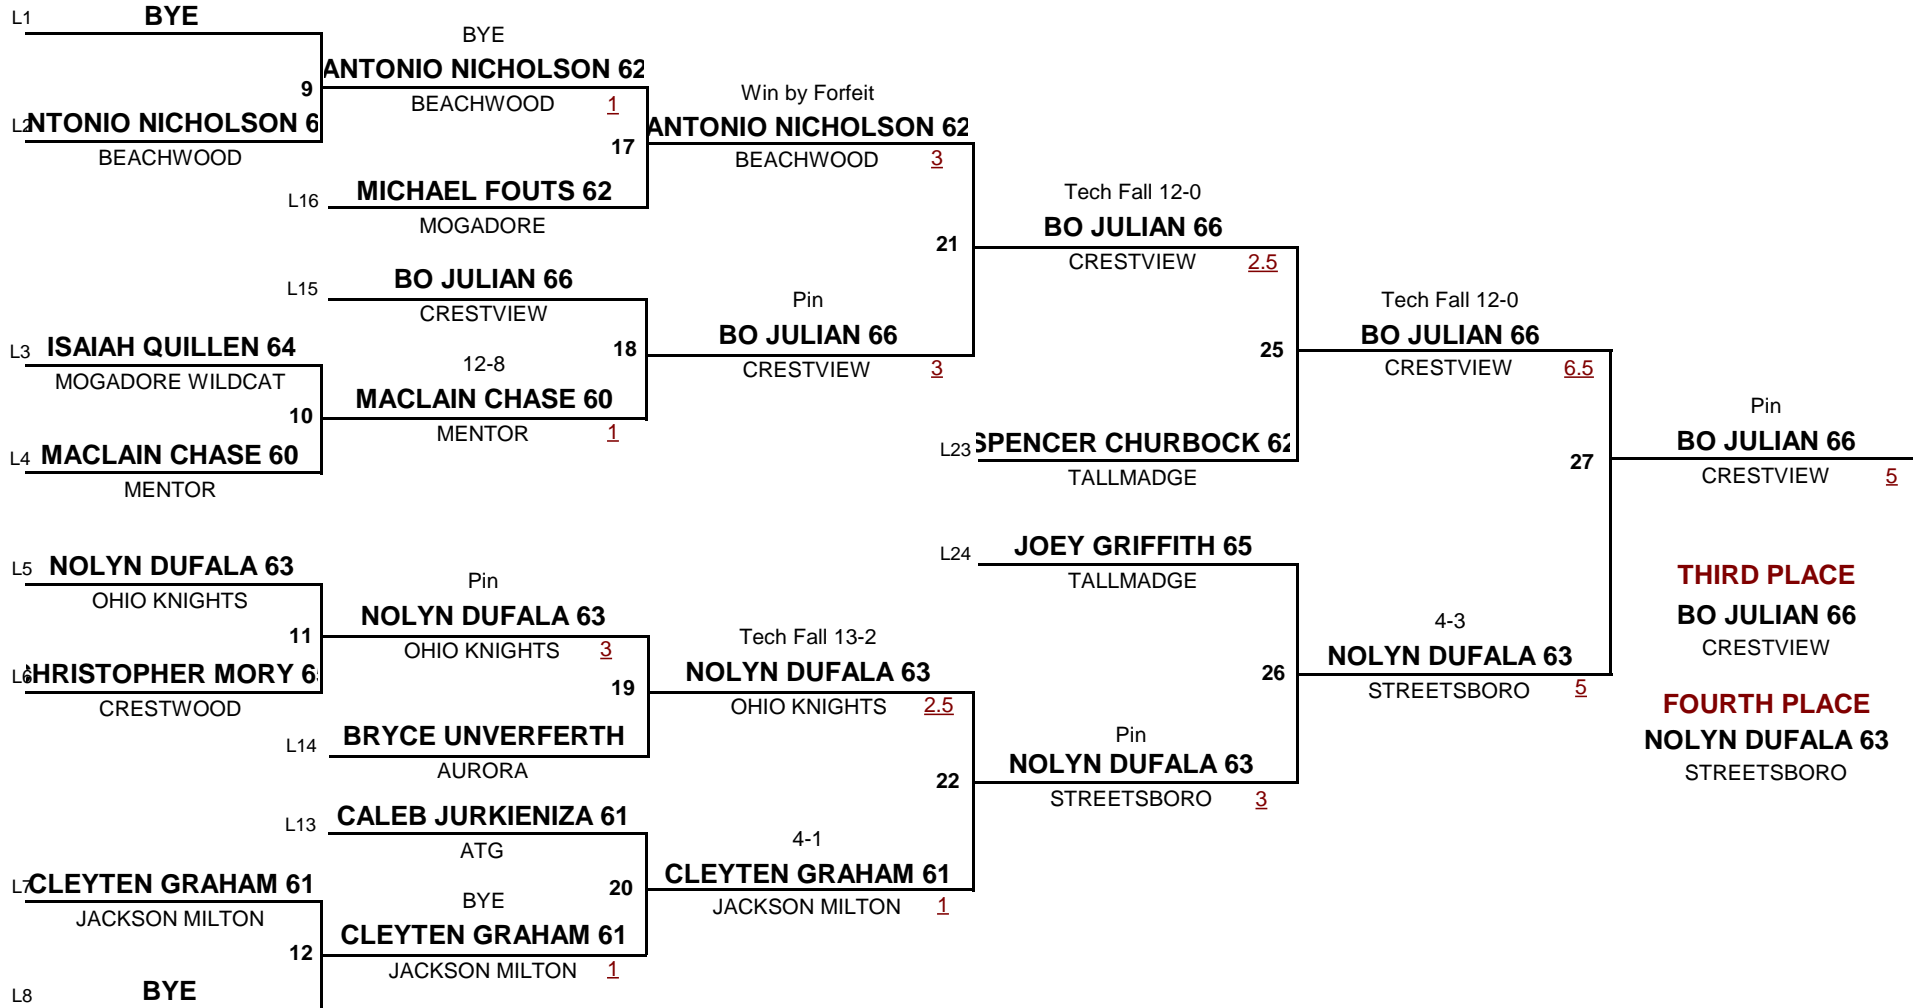 L1 BYE
BYE
ANTONIO NICHOLSON 62
9
BEACHWOOD 1
L2 NTONIO NICHOLSON 6
BEACHWOOD
Win by Forfeit
ANTONIO NICHOLSON 62
17
BEACHWOOD 3
L16 MICHAEL FOUTS 62
MOGADORE
Tech Fall 12-0
BO JULIAN 66
21
CRESTVIEW 2.5
L15 BO JULIAN 66
CRESTVIEW
Pin
BO JULIAN 66
18
CRESTVIEW 3
L3 ISAIAH QUILLEN 64
MOGADORE WILDCAT
12-8
MACLAIN CHASE 60
10
MENTOR 1
L4 MACLAIN CHASE 60
MENTOR
Tech Fall 12-0
BO JULIAN 66
25
CRESTVIEW 6.5
L23 SPENCER CHURBOCK 62
TALLMADGE
Pin
BO JULIAN 66
27
CRESTVIEW 5
L24 JOEY GRIFFITH 65
TALLMADGE
L5 NOLYN DUFALA 63
OHIO KNIGHTS
Pin
NOLYN DUFALA 63
11
OHIO KNIGHTS 3
L6 HRISTOPHER MORY 6
CRESTWOOD
Tech Fall 13-2
NOLYN DUFALA 63
19
OHIO KNIGHTS 2.5
L14 BRYCE UNVERFERTH
AURORA
4-3
NOLYN DUFALA 63
26
STREETSBORO 5
Pin
NOLYN DUFALA 63
22
STREETSBORO 3
L13 CALEB JURKIENIZA 61
ATG
4-1
CLEYTEN GRAHAM 61
20
JACKSON MILTON 1
L7 CLEYTEN GRAHAM 61
JACKSON MILTON
BYE
CLEYTEN GRAHAM 61
12
JACKSON MILTON 1
L8 BYE
THIRD PLACE
BO JULIAN 66
CRESTVIEW
FOURTH PLACE
NOLYN DUFALA 63
STREETSBORO